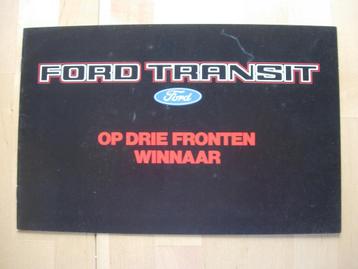 FORD TRANSIT
Ford
OP DRIE FRONTEN
WINNAAR